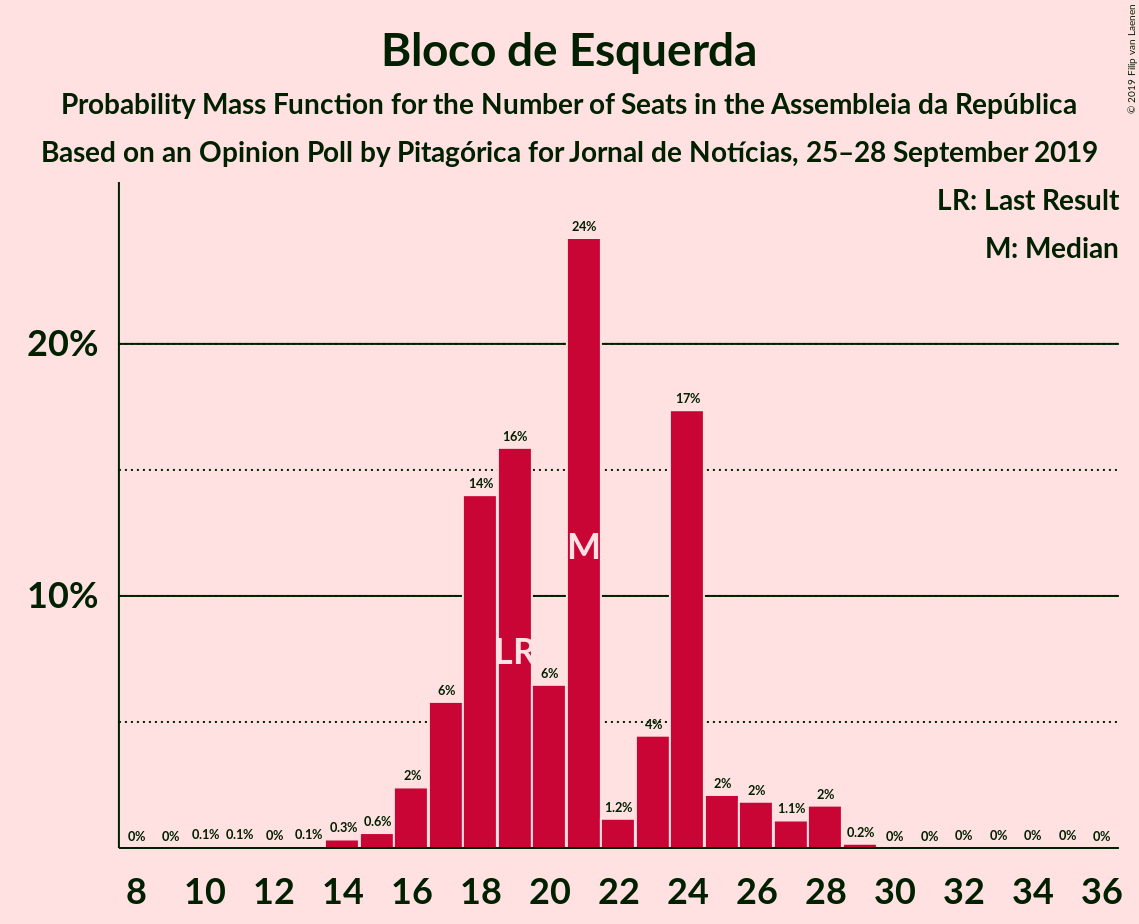 Bloco de Esquerda
Probability Mass Function for the Number of Seats in the Assembleia da República
Based on an Opinion Poll by Pitagórica for Jornal de Notícias, 25–28 September 2019
© 2019 Filip van Laenen
LR: Last Result
M: Median
20%
10%
0% 0% 0.1% 0.1% 0% 0.1% 0.3% 0.6% 2% 6% 14% 16% 6% 24% 1.2% 4% 17% 2% 2% 1.1% 2% 0.2% 0% 0% 0% 0% 0% 0% 0%
M
LR
8 10 12 14 16 18 20 22 24 26 28 30 32 34 36